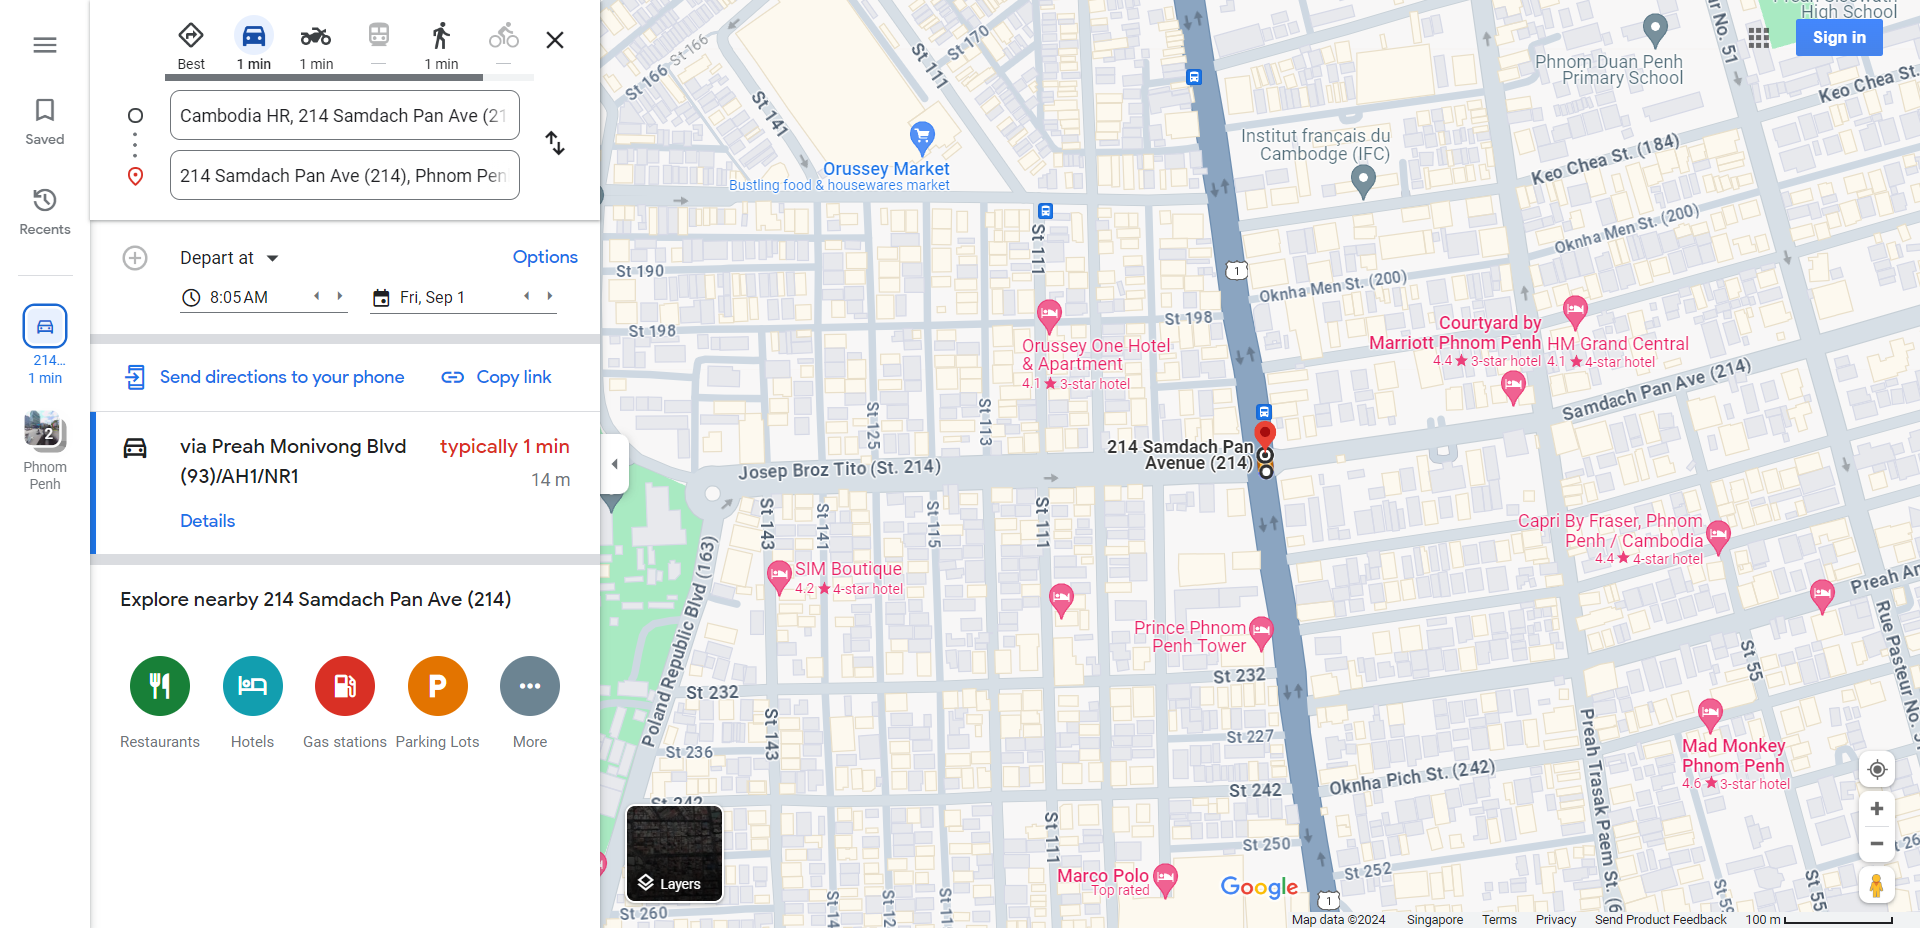 Best
1 min
1 min
—
1 min
—
Saved
Recents
214...
1 min
2
Phnom
Penh
Cambodia HR, 214 Samdach Pan Ave (21
214 Samdach Pan Ave (214), Phnom Pen
Depart at
Options
8:05 AM
Fri, Sep 1
Send directions to your phone
Copy link
via Preah Monivong Blvd
(93)/AH1/NR1
typically 1 min
14 m
Details
Explore nearby 214 Samdach Pan Ave (214)
P
Restaurants
Hotels
Gas stations
Parking Lots
More
Layers
St 166
St 166
St 170
St 111
St 141
High School
Sign in
Phnom Duan Penh
Primary School
Keo Chea St.
Institut français du
Cambodge (IFC)
Keo Chea St. (184)
Orussey Market
Bustling food & housewares market
Oknha Men St. (200)
Oknha Men St. (200)
St 111
St 190
1
St 198
St 198
Orussey One Hotel
& Apartment
4.1 ★ 3-star hotel
Courtyard by
Marriott Phnom Penh
4.4 ★ 3-star hotel
HM Grand Central
4.1 ★ 4-star hotel
Samdach Pan Ave (214)
St 125
St 113
214 Samdach Pan
Avenue (214)
Josep Broz Tito (St. 214)
St 143
St 141
St 115
St 111
Capri By Fraser, Phnom
Penh / Cambodia
4.4 ★ 4-star hotel
SIM Boutique
4.2 ★ 4-star hotel
Poland Republic Blvd (163)
Prince Phnom
Penh Tower
Rue Pasteur No.
St 55
St 232
St 232
St 143
St 236
St 227
Preah Trasak Paem St. (6
Mad Monkey
Phnom Penh
4.6 ★ 3-star hotel
Oknha Pich St. (242)
St 242
St 242
St 111
St 250
St 252
Marco Polo
Top rated
St 55
St 260
1
Google
Map data ©2024
Singapore
Terms
Privacy
Send Product Feedback
100 m